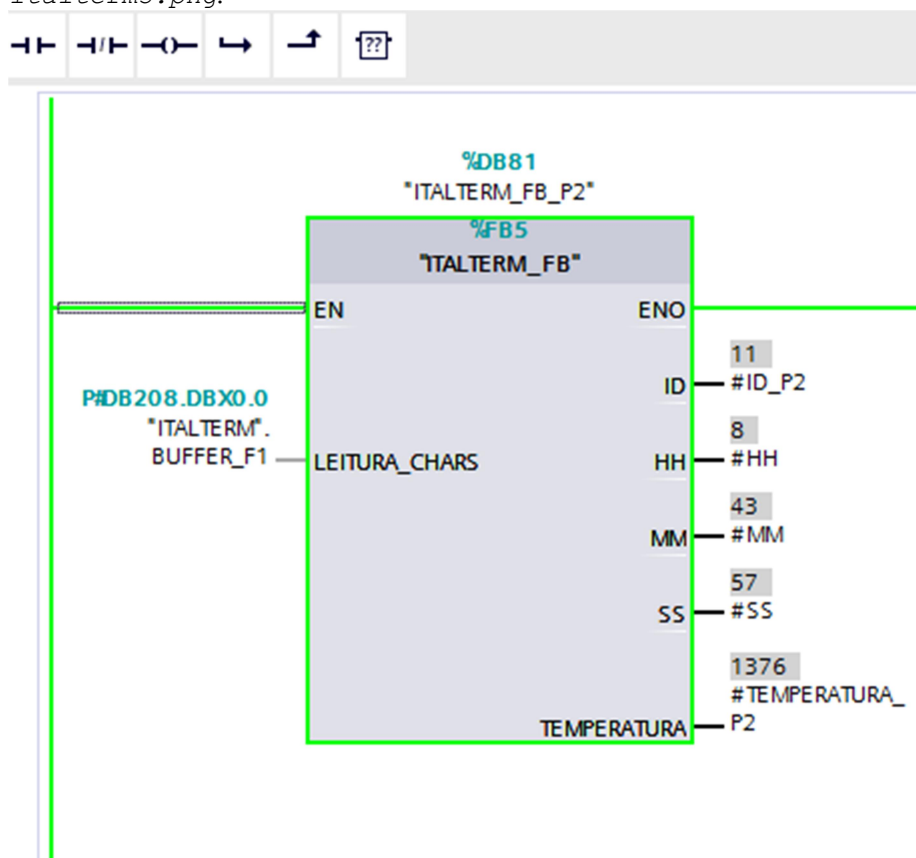 ??
%DB81
"ITALTERM_FB_P2"
%FB5
"ITALTERM_FB"
EN
ENO
11
ID
#ID_P2
P#DB208.DBX0.0
"ITALTERM".
BUFFER_F1
LEITURA_CHARS
8
HH
#HH
43
MM
#MM
57
SS
#SS
1376
#TEMPERATURA_
TEMPERATURA
P2